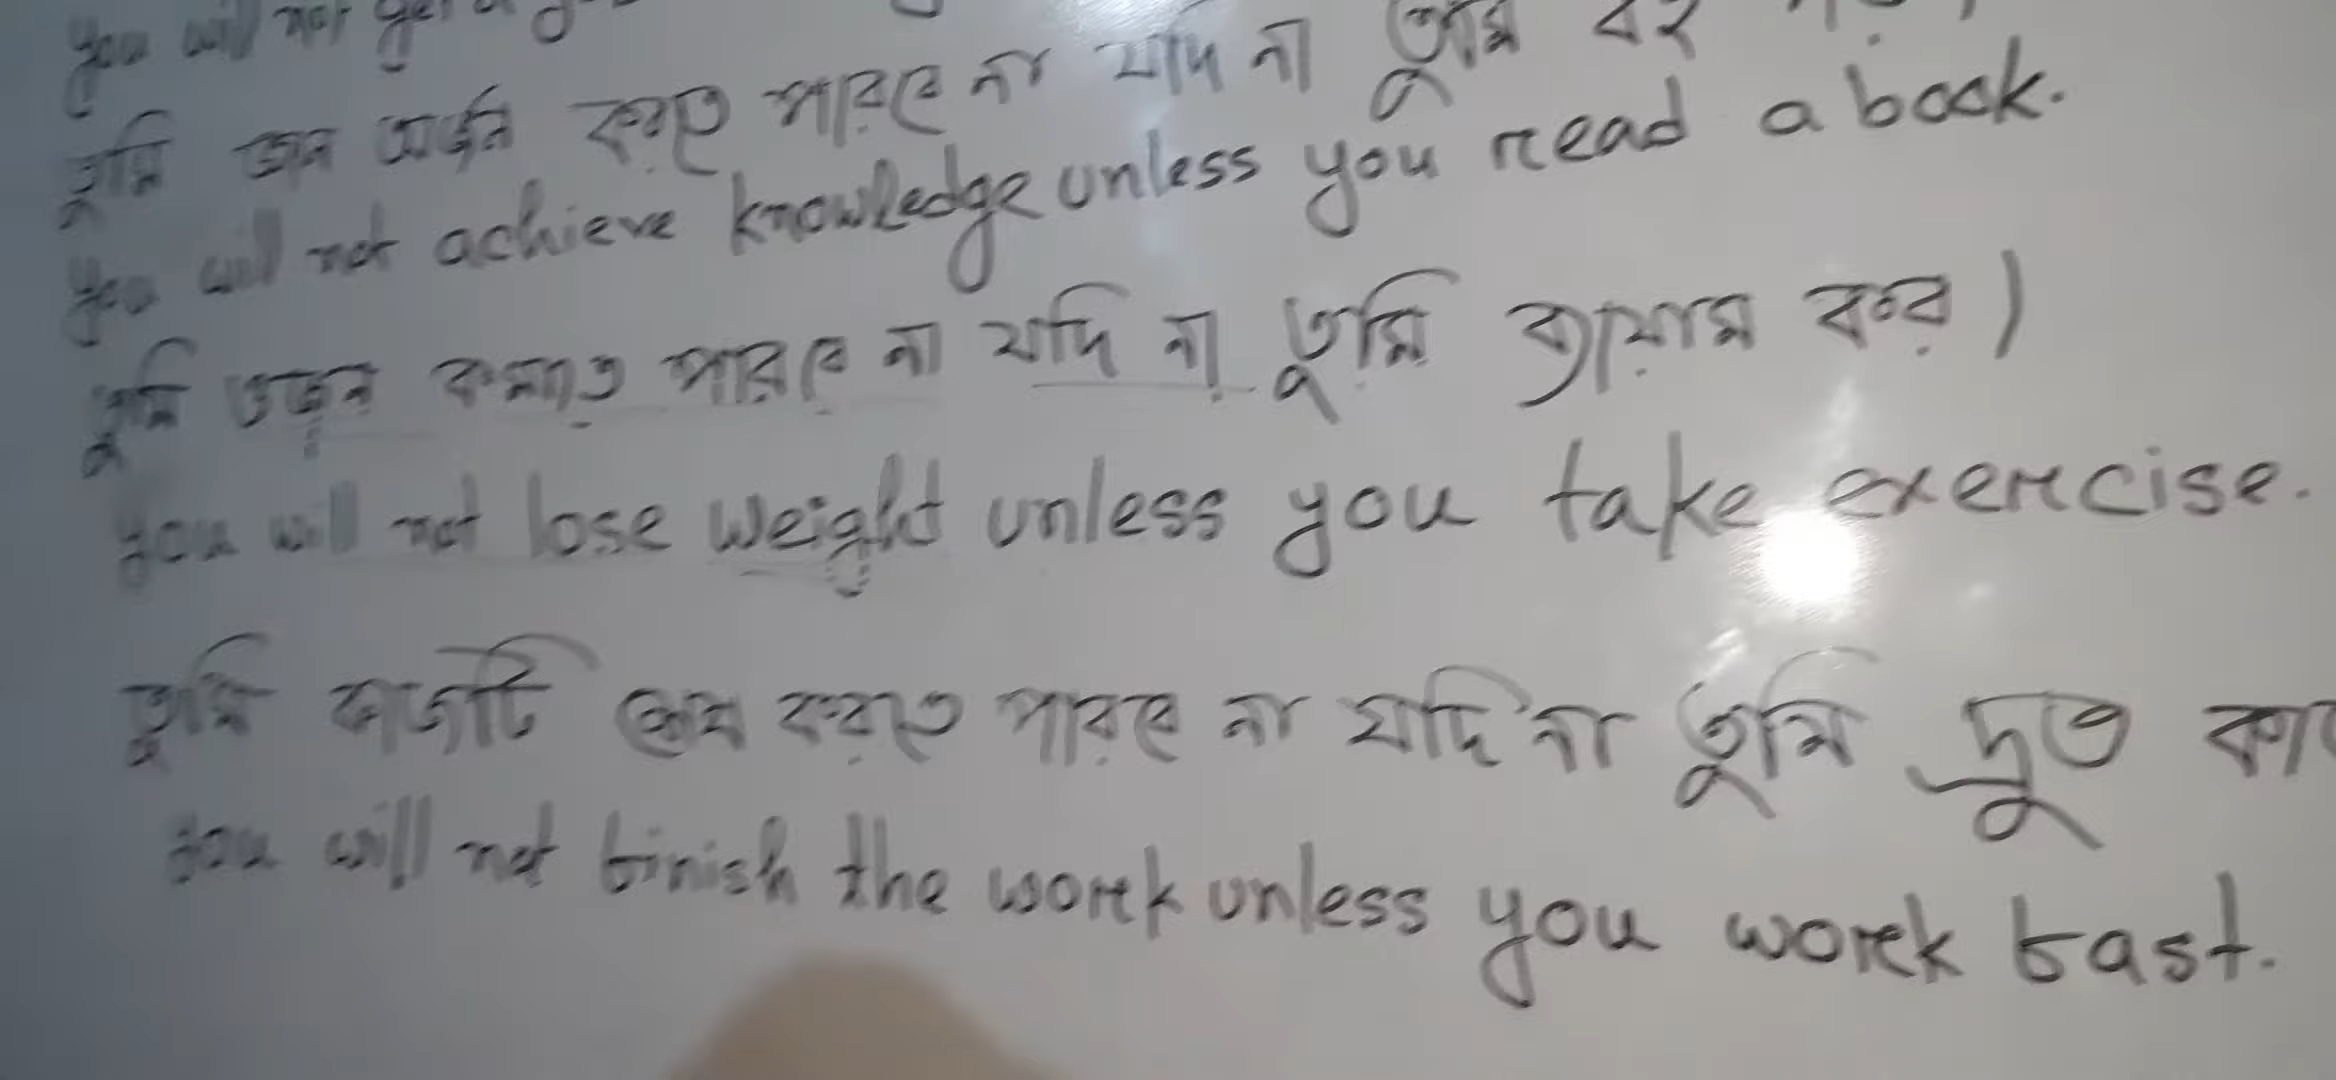 you will not get a
তুমি জ্ঞান অর্জন করতে পারবে না যদি না তুমি বই
you will not achieve knowledge unless you read a book.
তুমি ওজন কমাতে পারবে না যদি না তুমি ব্যায়াম কর।
you will not lose weight unless you take exercise.
তুমি কাজটি শেষ করতে পারবে না যদি না তুমি দ্রুত
you will not finish the work unless you work fast.